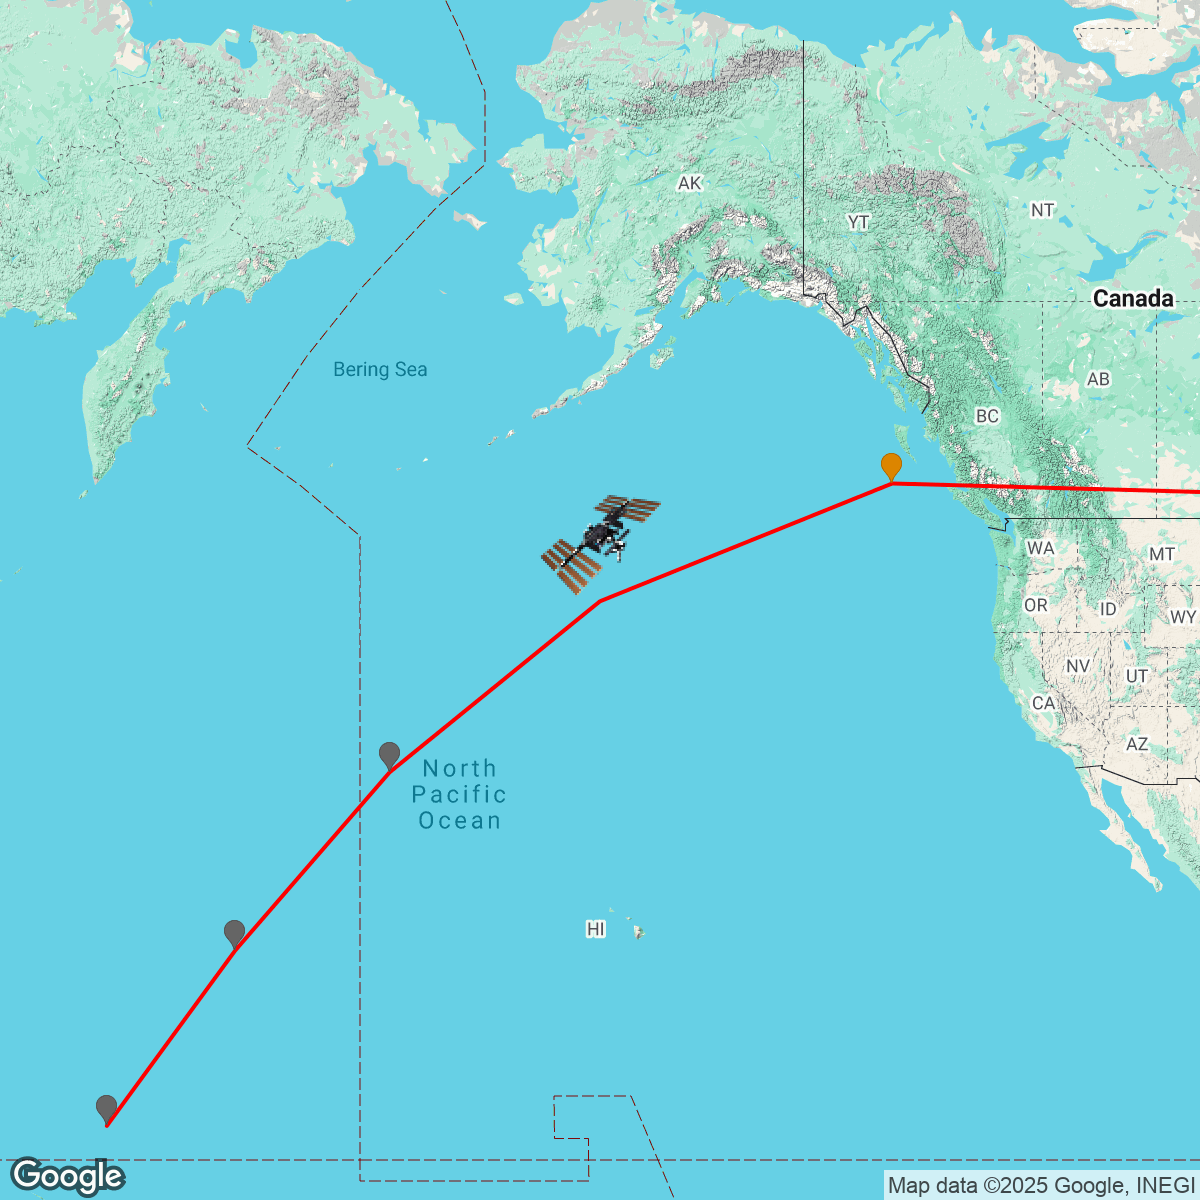 AK
YT
NT
Canada
Bering Sea
AB
BC
WA
MT
OR
ID
WY
NV
UT
CA
AZ
North
Pacific
Ocean
HI
Google
Map data ©2025 Google, INEGI